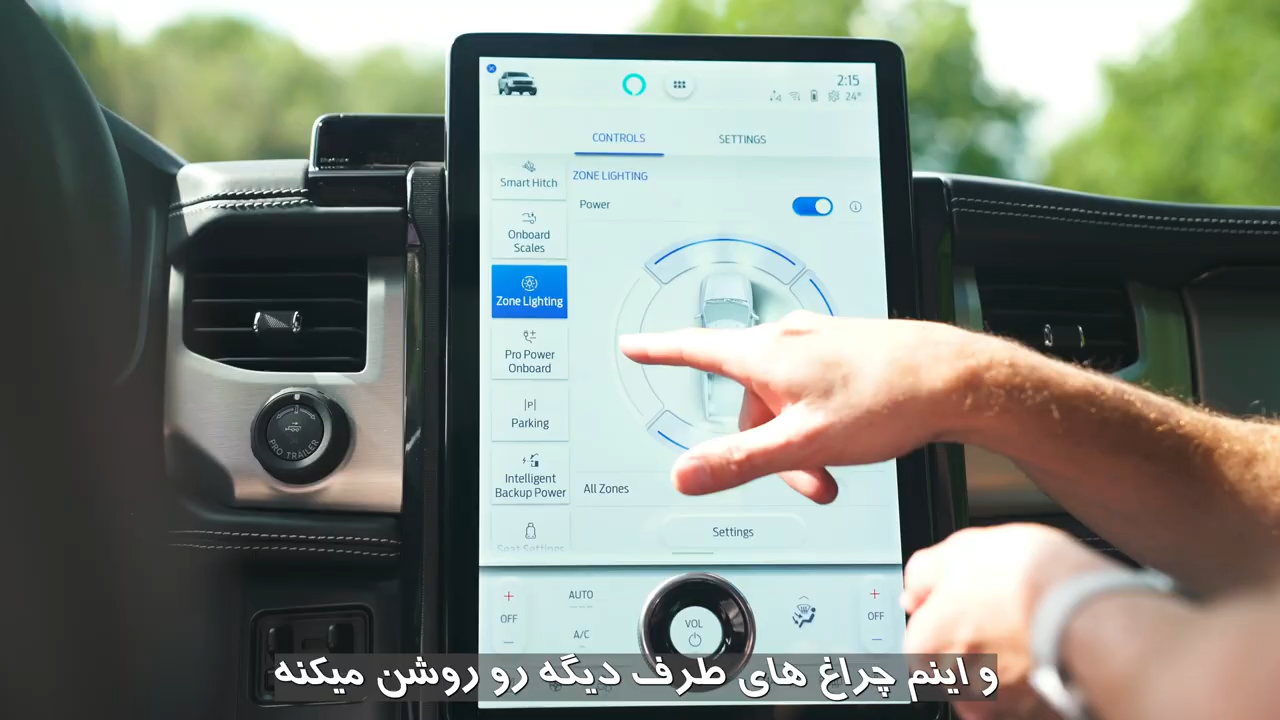 2:15
24°
CONTROLS
SETTINGS
Smart Hitch
ZONE LIGHTING
Power
Onboard
Scales
Zone Lighting
Pro Power
Onboard
P
Parking
Intelligent
Backup Power
All Zones
Seat Settings
Settings
PRO TRAILER
+
OFF
−
AUTO
A/C
VOL
+
OFF
−
و اینم چراغ های طرف دیگه رو روشن میکنه